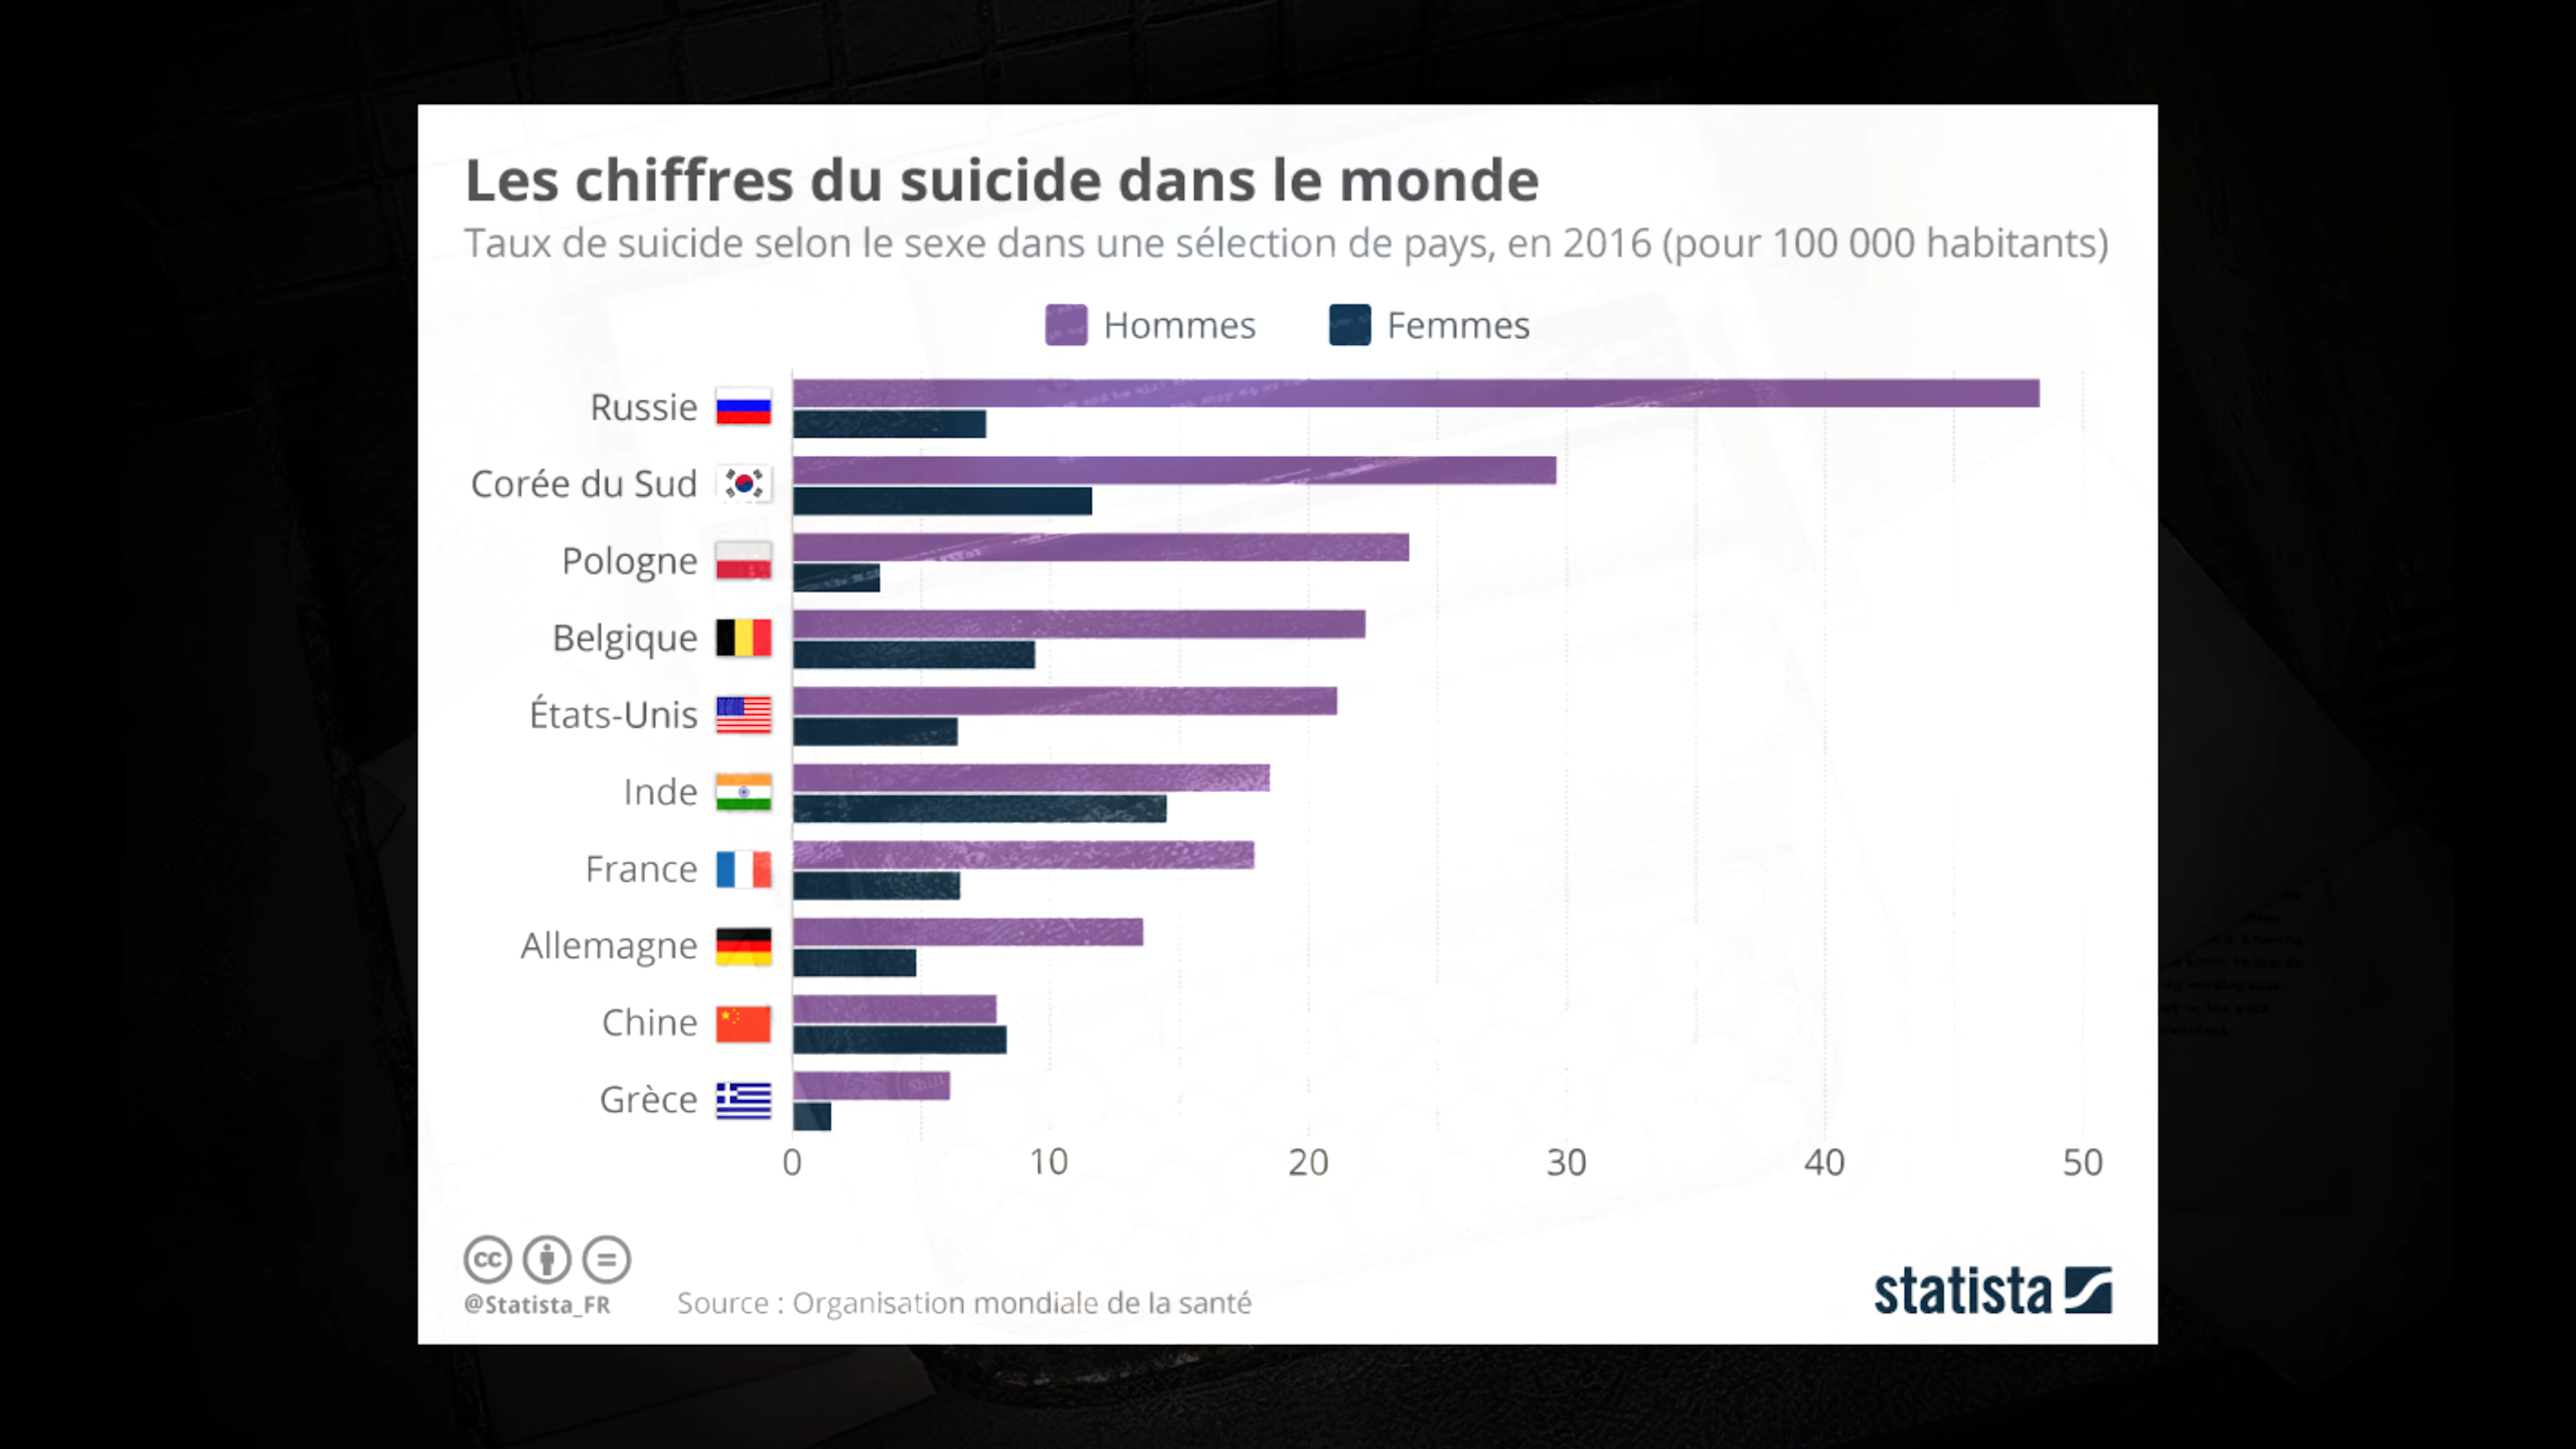 Les chiffres du suicide dans le monde
Taux de suicide selon le sexe dans une sélection de pays, en 2016 (pour 100 000 habitants)
Hommes Femmes
Russie
Corée du Sud
Pologne
Belgique
États-Unis
Inde
France
Allemagne
Chine
Grèce
0 10 20 30 40 50
cc
@Statista_FR
Source : Organisation mondiale de la santé
statista